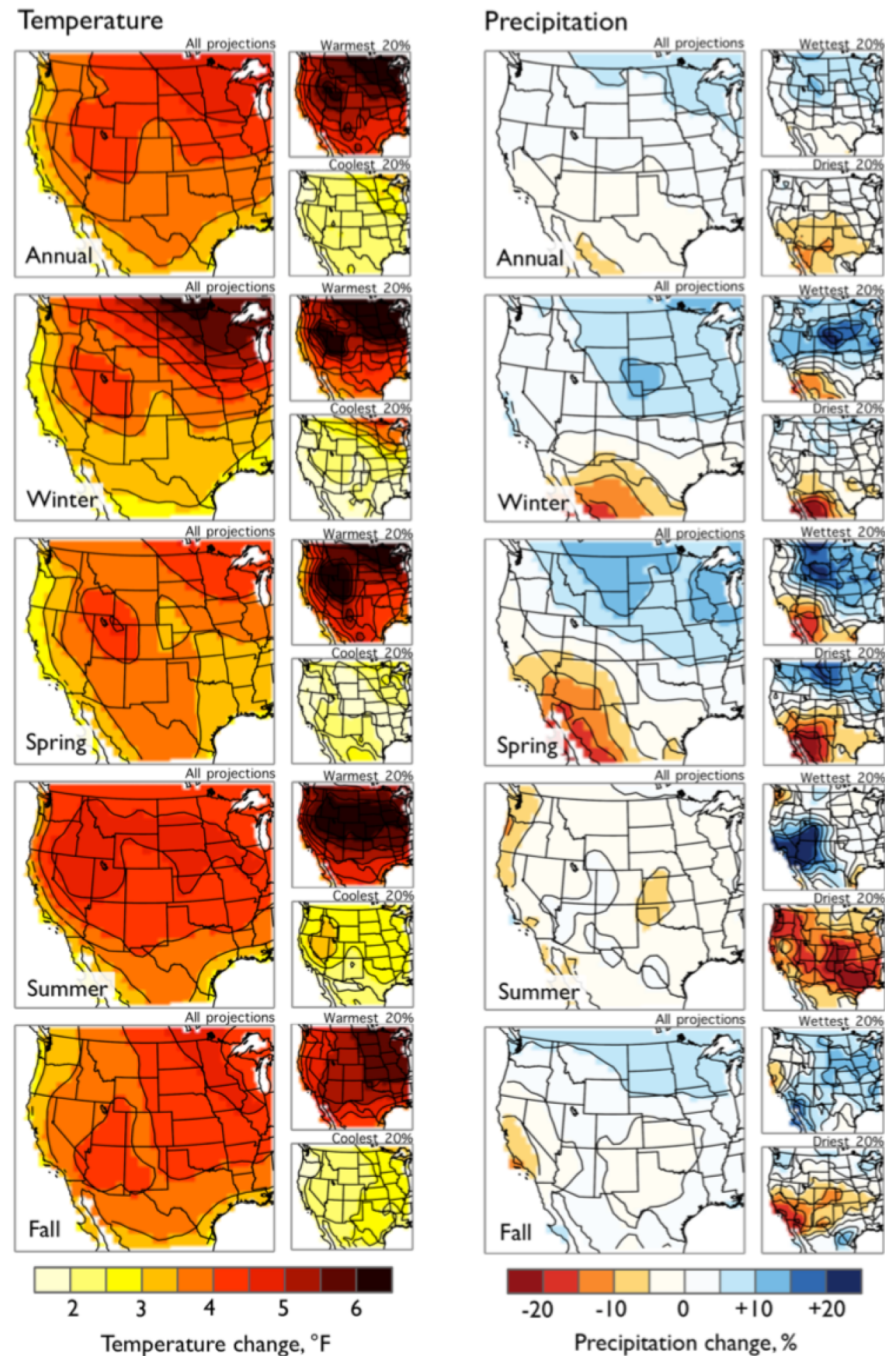 Temperature
Precipitation
All projections
Warmest 20%
Coolest 20%
Annual
All projections
Wettest 20%
Driest 20%
Annual
All projections
Warmest 20%
Coolest 20%
Winter
All projections
Wettest 20%
Driest 20%
Winter
All projections
Warmest 20%
Coolest 20%
Spring
All projections
Wettest 20%
Driest 20%
Spring
All projections
Warmest 20%
Coolest 20%
Summer
All projections
Wettest 20%
Driest 20%
Summer
All projections
Warmest 20%
Coolest 20%
Fall
All projections
Wettest 20%
Driest 20%
Fall
2 3 4 5 6
Temperature change, °F
-20 -10 0 +10 +20
Precipitation change, %